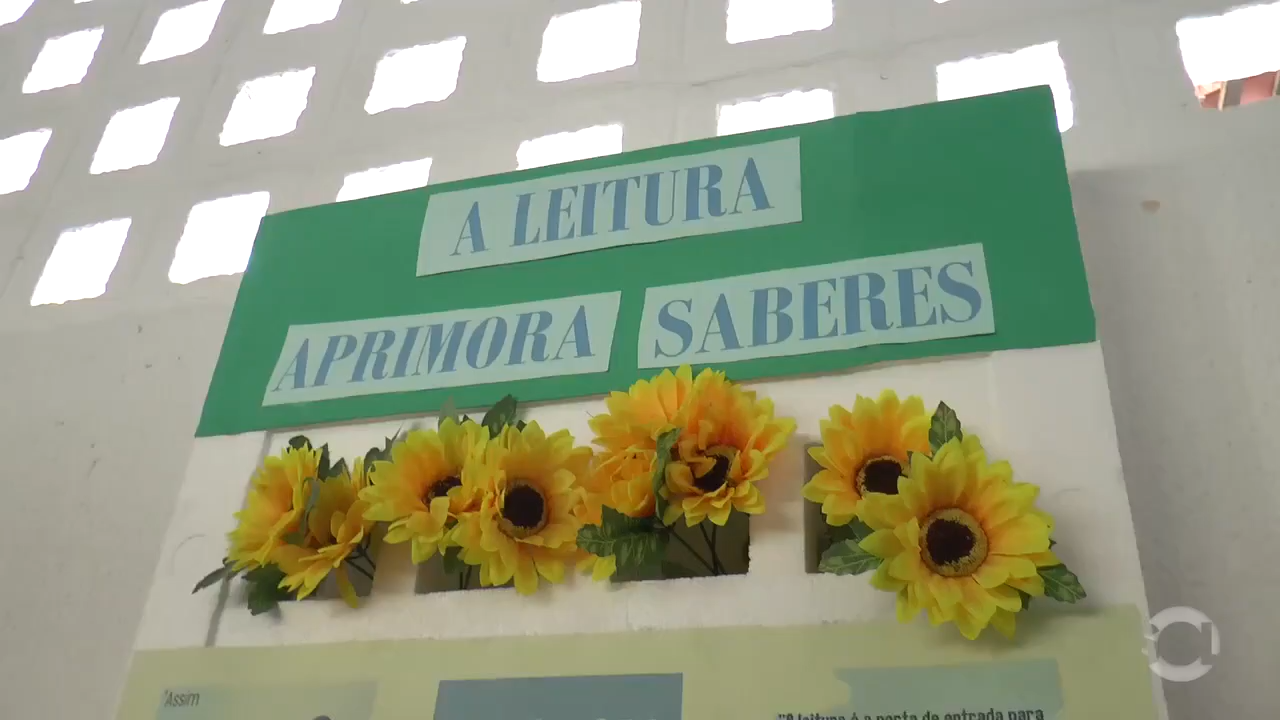 A LEITURA
APRIMORA SABERES
"Assim
"A leitura é a porta de entrada para